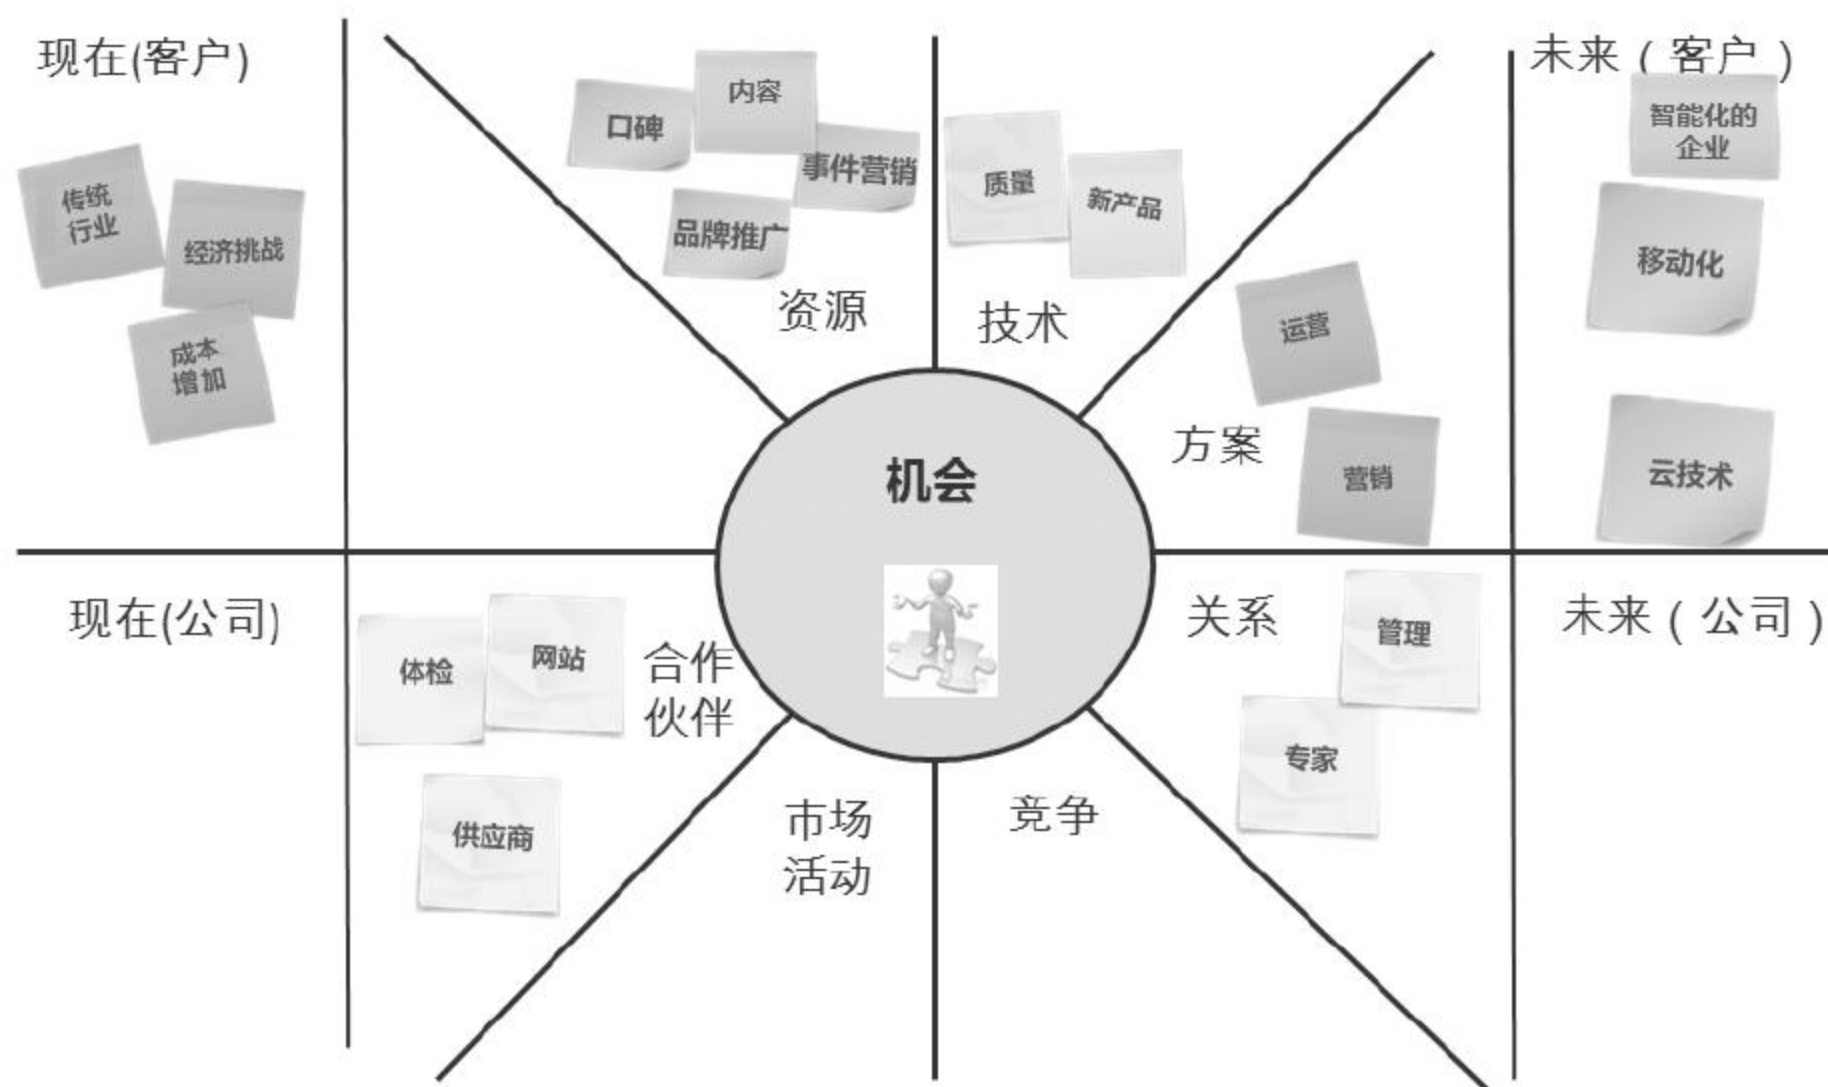 现在(客户)
传统
行业
经济挑战
成本
增加
口碑
内容
事件营销
品牌推广
资源
质量
新产品
技术
运营
营销
方案
未来（客户）
智能化的
企业
移动化
云技术
机会
现在(公司)
体检
网站
供应商
合作
伙伴
市场
活动
竞争
关系
管理
专家
未来（公司）